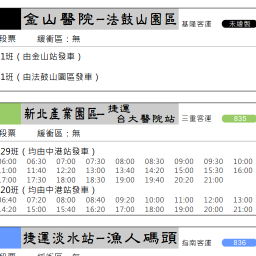 金山醫院-法鼓山園區 基隆客運
段票 緩衝區：無
1班（由金山站發車）
1班（由法鼓山園區發車）
新北產業園區-捷運台大醫院站 三重客運 835
段票 緩衝區：無
29班（均由中港站發車）
06:00 06:30 07:00 07:30 08:00 08:30 09:00 09:30 10:00
11:00 11:40 12:20 13:00 13:40 14:20 15:00 15:30 16:00
17:00 17:30 18:00 18:30 19:00 19:40 20:20 21:00
20班（均由中港站發車）
06:40 07:20 08:00 08:40 09:20 10:00 11:00 12:00 13:00
14:20 15:00 15:40 16:20 17:00 18:00 19:00 20:00 21:00
捷運淡水站-漁人碼頭 指南客運 836